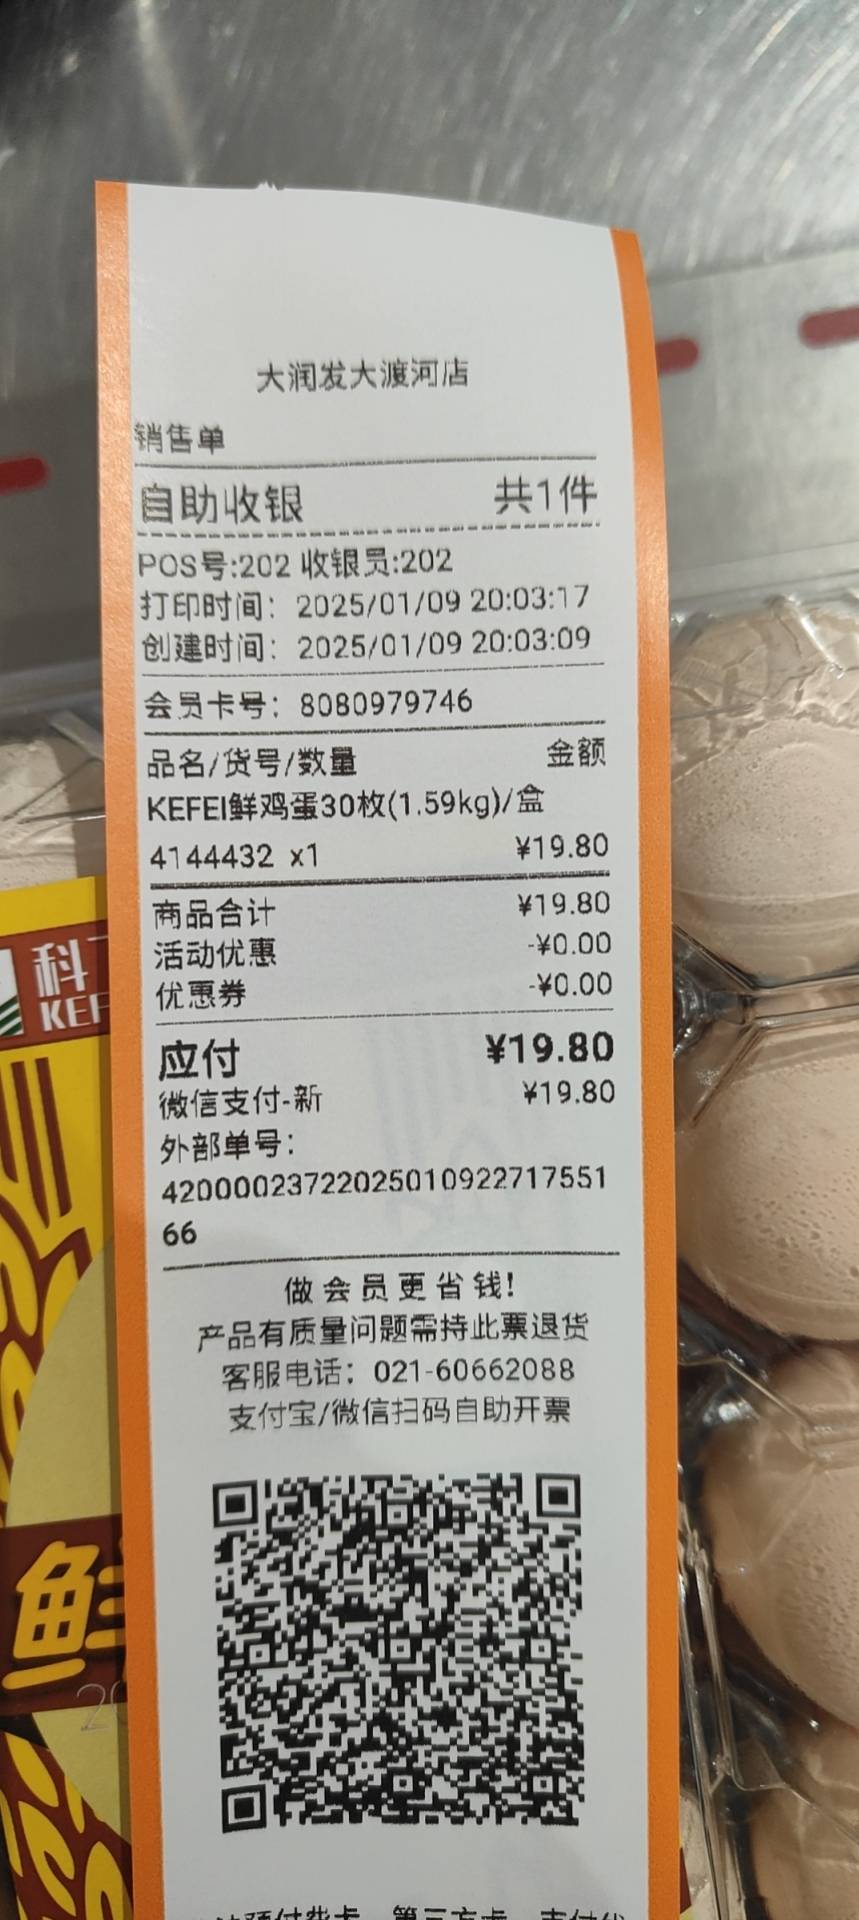 大润发大渡河店
销售单
自助收银 共1件
POS号:202 收银员:202
打印时间: 2025/01/09 20:03:17
创建时间: 2025/01/09 20:03:09
会员卡号: 8080979746
品名/货号/数量 金额
KEFEI鲜鸡蛋30枚(1.59kg)/盒
4144432 x1 ¥19.80
商品合计 ¥19.80
活动优惠 -¥0.00
优惠券 -¥0.00
应付 ¥19.80
微信支付-新 ¥19.80
外部单号:
42000023722025010922717551
66
做会员更省钱!
产品有质量问题需持此票退货
客服电话: 021-60662088
支付宝/微信扫码自助开票
科
KEF